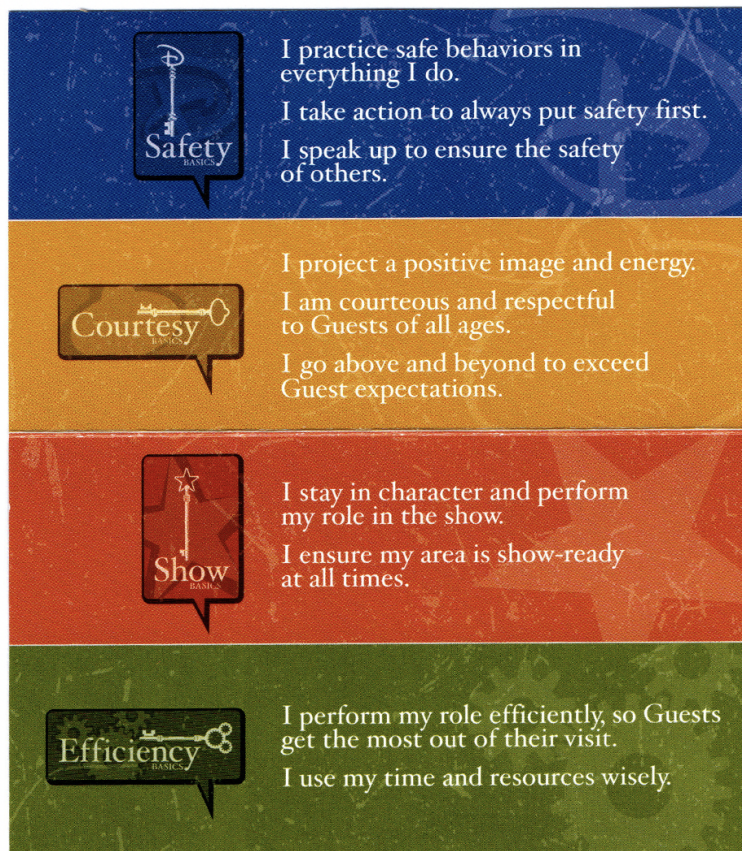 Safety
BASICS
I practice safe behaviors in
everything I do.
I take action to always put safety first.
I speak up to ensure the safety
of others.
Courtesy
BASICS
I project a positive image and energy.
I am courteous and respectful
to Guests of all ages.
I go above and beyond to exceed
Guest expectations.
Show
BASICS
I stay in character and perform
my role in the show.
I ensure my area is show-ready
at all times.
Efficiency
BASICS
I perform my role efficiently, so Guests
get the most out of their visit.
I use my time and resources wisely.